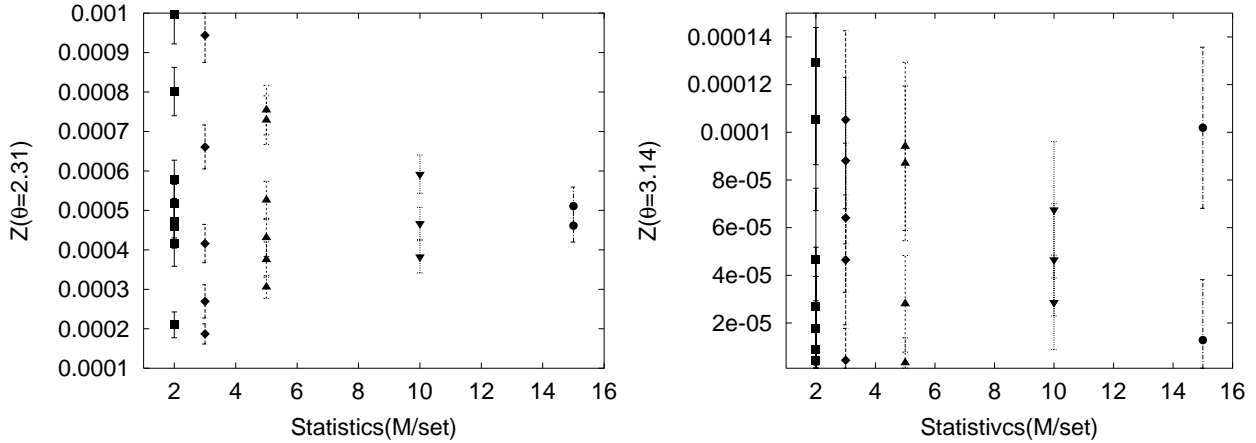 0.001
0.0009
0.0008
0.0007
0.0006
0.0005
0.0004
0.0003
0.0002
0.0001
2 4 6 8 10 12 14 16
Z(θ=2.31)
Statistics(M/set)
0.00014
0.00012
0.0001
8e-05
6e-05
4e-05
2e-05
2 4 6 8 10 12 14 16
Z(θ=3.14)
Statistivcs(M/set)